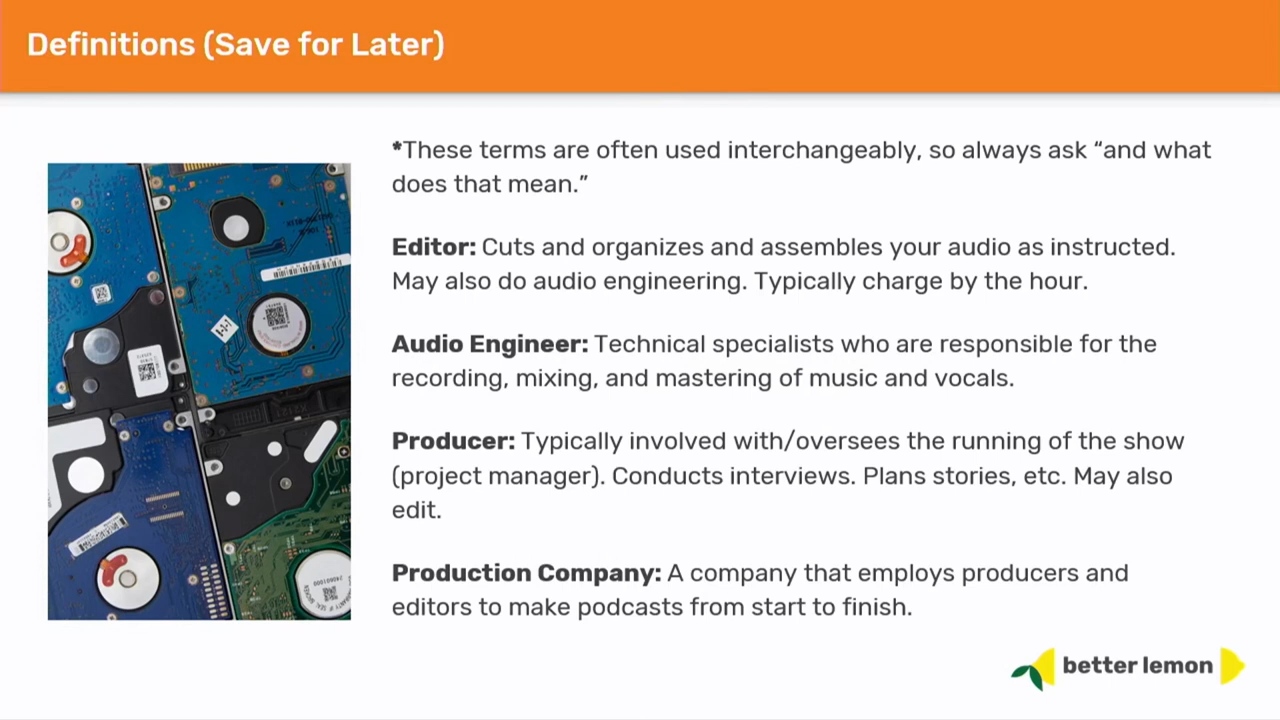 Definitions (Save for Later)
*These terms are often used interchangeably, so always ask “and what
does that mean.”
Editor: Cuts and organizes and assembles your audio as instructed.
May also do audio engineering. Typically charge by the hour.
Audio Engineer: Technical specialists who are responsible for the
recording, mixing, and mastering of music and vocals.
Producer: Typically involved with/oversees the running of the show
(project manager). Conducts interviews. Plans stories, etc. May also
edit.
Production Company: A company that employs producers and
editors to make podcasts from start to finish.
better lemon